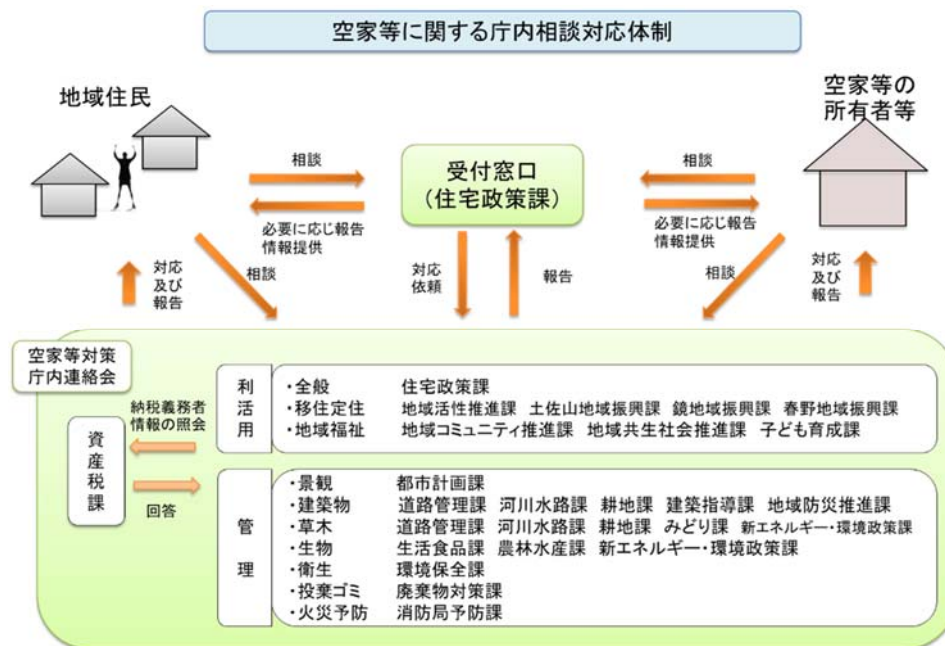 空家等に関する庁内相談対応体制
地域住民
空家等の
所有者等
受付窓口
(住宅政策課)
相談
必要に応じ報告
情報提供
相談
必要に応じ報告
情報提供
対応
及び
報告
相談
対応
依頼
報告
相談
対応
及び
報告
空家等対策
庁内連絡会
納税義務者
情報の照会
資産税課
回答
利活用
・全般 住宅政策課
・移住定住 地域活性推進課 土佐山地域振興課 鏡地域振興課 春野地域振興課
・地域福祉 地域コミュニティ推進課 地域共生社会推進課 子ども育成課
管理
・景観 都市計画課
・建築物 道路管理課 河川水路課 耕地課 建築指導課 地域防災推進課
・草木 道路管理課 河川水路課 耕地課 みどり課 新エネルギー・環境政策課
・生物 生活食品課 農林水産課 新エネルギー・環境政策課
・衛生 環境保全課
・投棄ゴミ 廃棄物対策課
・火災予防 消防局予防課